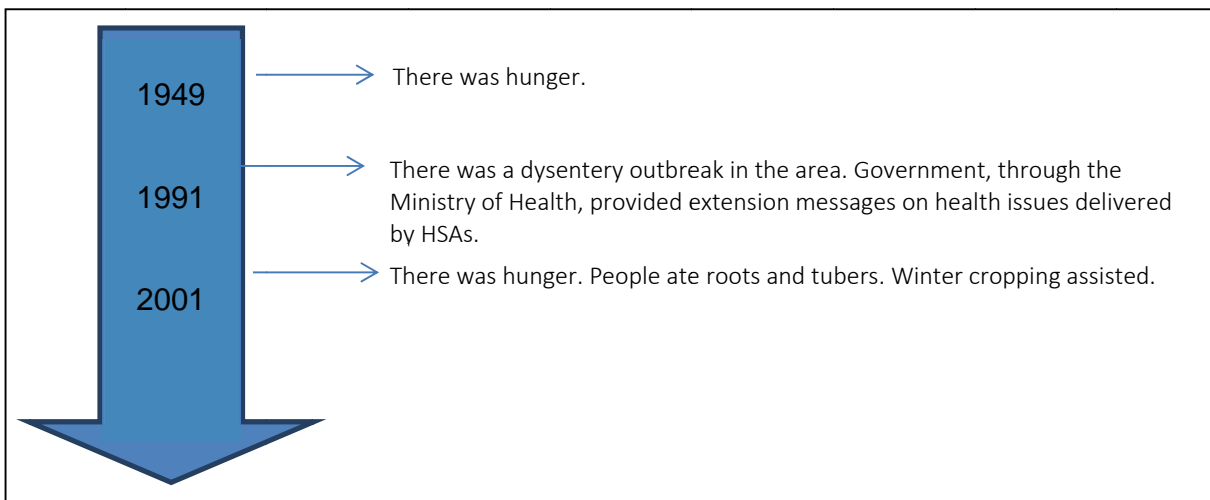 1949
There was hunger.
1991
There was a dysentery outbreak in the area. Government, through the
Ministry of Health, provided extension messages on health issues delivered
by HSAs.
2001
There was hunger. People ate roots and tubers. Winter cropping assisted.